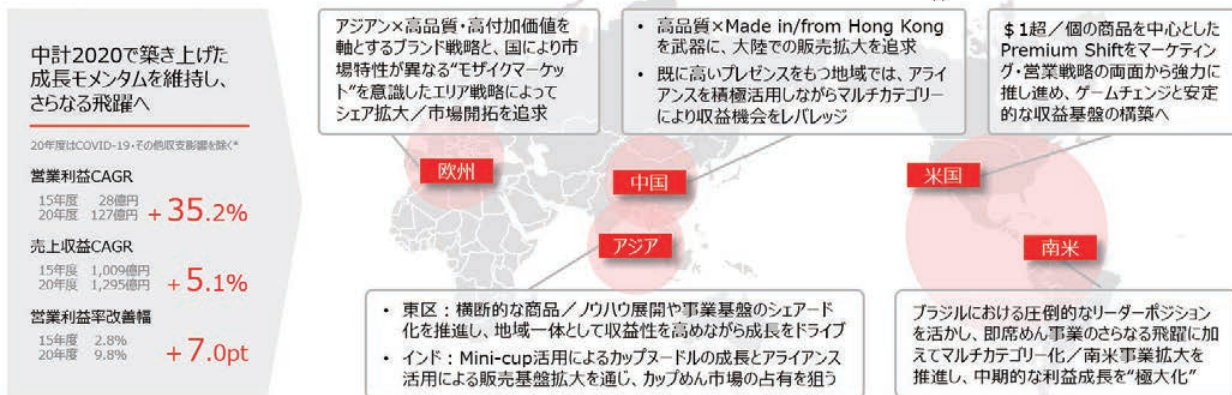 中計2020で築き上げた
成長モメンタムを維持し、
さらなる飛躍へ
20年度はCOVID-19・その他収支影響を除く*
営業利益CAGR
15年度 28億円
20年度 127億円
+35.2%
売上収益CAGR
15年度 1,009億円
20年度 1,295億円
+5.1%
営業利益率改善幅
15年度 2.8%
20年度 9.8%
+7.0pt
アジアン×高品質・高付加価値を
軸とするブランド戦略と、国により市
場特性が異なる“モザイクマーケッ
ト”を意識したエリア戦略によって
シェア拡大／市場開拓を追求
• 高品質×Made in/from Hong Kong
を武器に、大陸での販売拡大を追求
• 既に高いプレゼンスをもつ地域では、アライ
アンスを積極活用しながらマルチカテゴリー
により収益機会をレバレッジ
＄1超／個の商品を中心とした
Premium Shiftをマーケティン
グ・営業戦略の両面から強力に
推し進め、ゲームチェンジと安定
的な収益基盤の構築へ
欧州
中国
米国
アジア
南米
• 東区：横断的な商品／ノウハウ展開や事業基盤のシェアード
化を推進し、地域一体として収益性を高めながら成長をドライブ
• インド：Mini-cup活用によるカップヌードルの成長とアライアンス
活用による販売基盤拡大を通じ、カップめん市場の占有を狙う
ブラジルにおける圧倒的なリーダーポジション
を活かし、即席めん事業のさらなる飛躍に加
えてマルチカテゴリー化／南米事業拡大を
推進し、中期的な利益成長を“極大化”